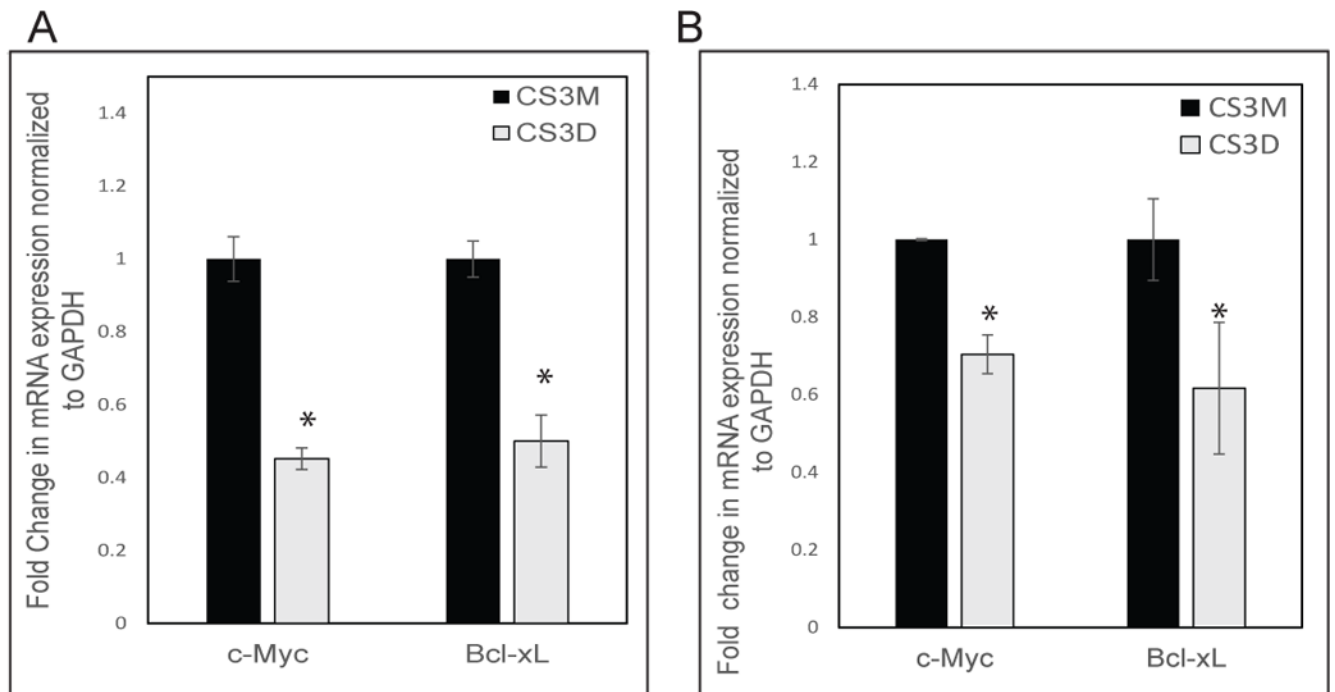 A
Fold Change in mRNA expression normalized
to GAPDH
1.4
1.2
1
0.8
0.6
0.4
0.2
0
CS3M
CS3D
*
*
c-Myc
Bcl-xL
B
Fold change in mRNA expression normalized
to GAPDH
1.4
1.2
1
0.8
0.6
0.4
0.2
0
CS3M
CS3D
*
*
c-Myc
Bcl-xL